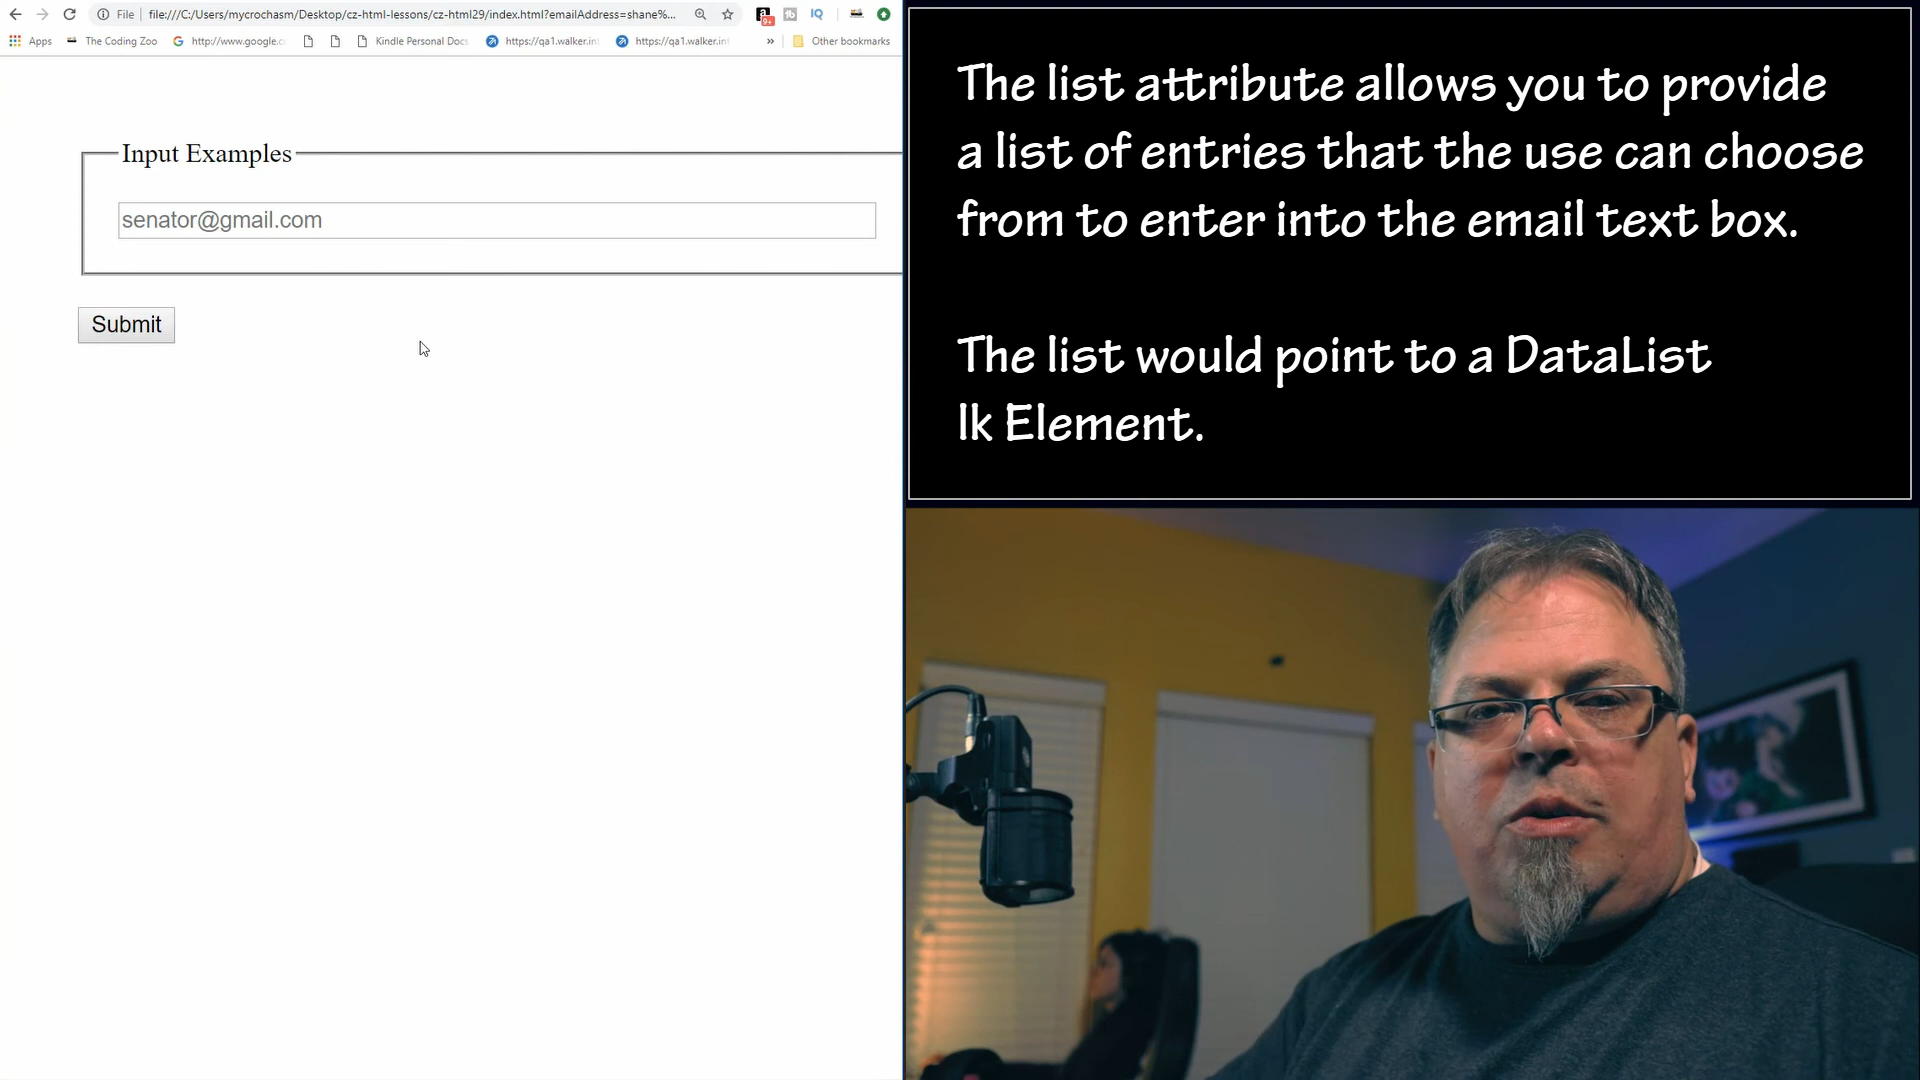 File
file:///C:/Users/mycrochasm/Desktop/cz-html-lessons/cz-html29/index.html?emailAddress=shane%...
9+
IQ
Apps
The Coding Zoo
http://www.google.c
Kindle Personal Docs
https://qa1.walker.in
https://qa1.walker.in
»
Other bookmarks
Input Examples
senator@gmail.com
Submit
The list attribute allows you to provide
a list of entries that the use can choose
from to enter into the email text box.
The list would point to a DataList
lk Element.